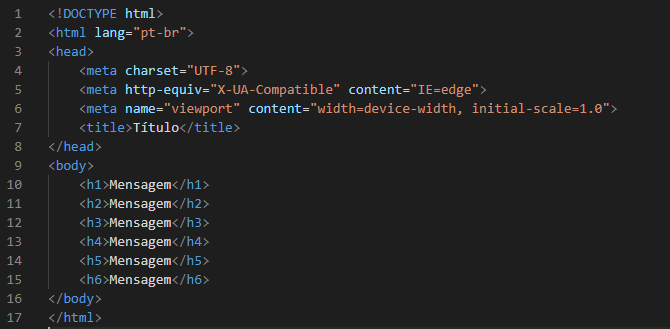 1 <!DOCTYPE html>
2 <html lang="pt-br">
3 <head>
4     <meta charset="UTF-8">
5     <meta http-equiv="X-UA-Compatible" content="IE=edge">
6     <meta name="viewport" content="width=device-width, initial-scale=1.0">
7     <title>Título</title>
8 </head>
9 <body>
10     <h1>Mensagem</h1>
11     <h2>Mensagem</h2>
12     <h3>Mensagem</h3>
13     <h4>Mensagem</h4>
14     <h5>Mensagem</h5>
15     <h6>Mensagem</h6>
16 </body>
17 </html>